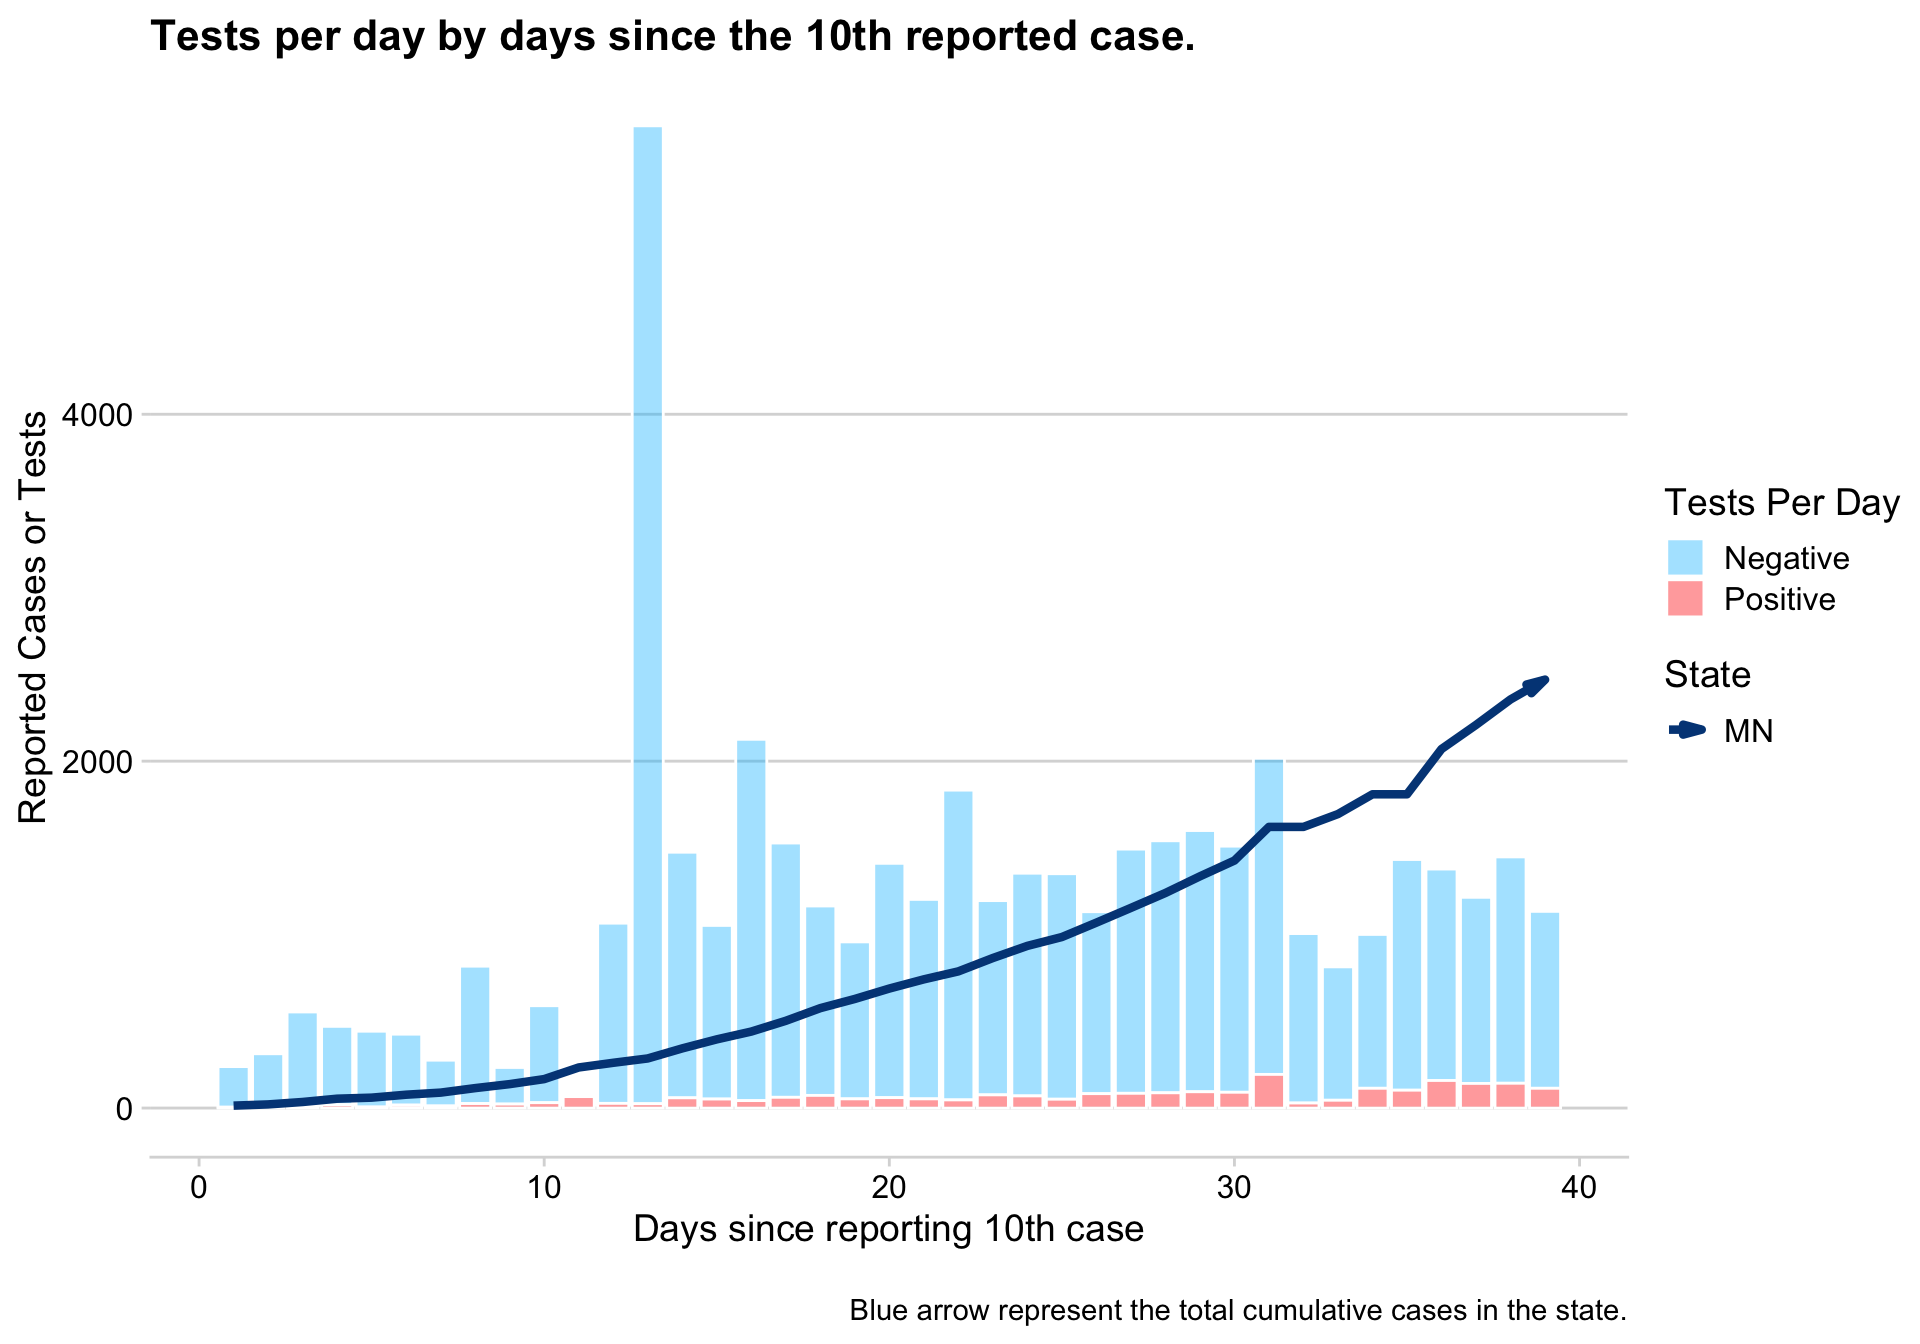 Tests per day by days since the 10th reported case.
Reported Cases or Tests
4000
2000
0
0 10 20 30 40
Days since reporting 10th case
Tests Per Day
Negative
Positive
State
MN
Blue arrow represent the total cumulative cases in the state.